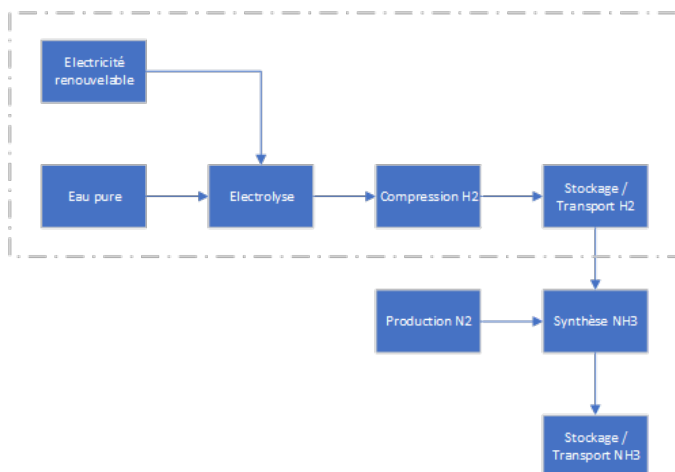 Electricité
renouvelable
Eau pure
Electrolyse
Compression H2
Stockage /
Transport H2
Production N2
Synthèse NH3
Stockage /
Transport NH3